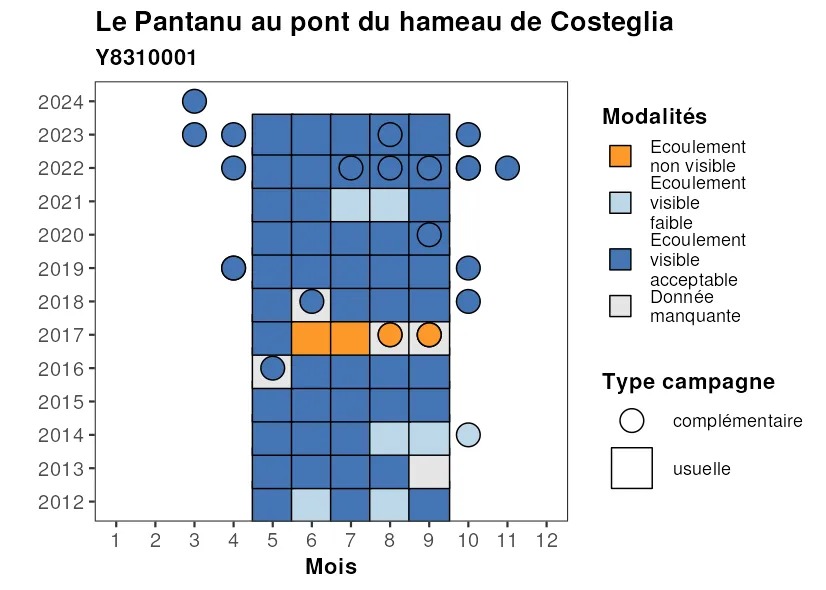 Le Pantanu au pont du hameau de Costeglia
Y8310001
2024
2023
2022
2021
2020
2019
2018
2017
2016
2015
2014
2013
2012
1 2 3 4 5 6 7 8 9 10 11 12
Mois
Modalités
Ecoulement
non visible
Ecoulement
visible
faible
Ecoulement
visible
acceptable
Donnée
manquante
Type campagne
complémentaire
usuelle